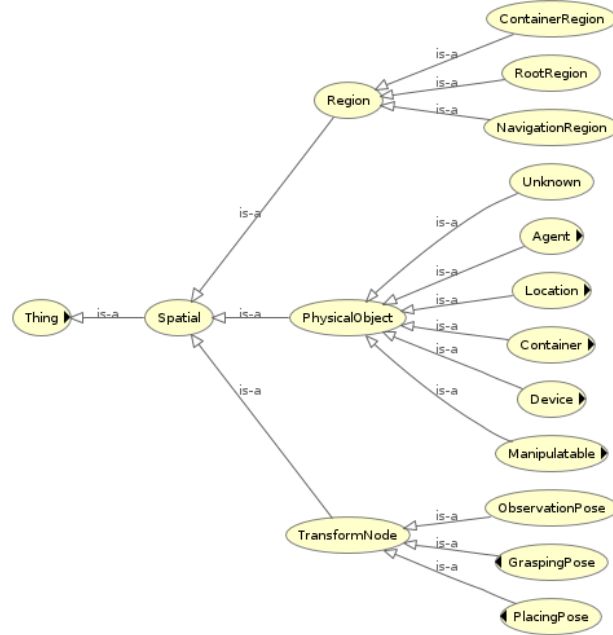 ContainerRegion
is-a
RootRegion
is-a
Region
is-a
NavigationRegion
Unknown
is-a
is-a
Agent
is-a
Location
is-a
Thing
is-a
Spatial
is-a
PhysicalObject
is-a
Container
is-a
Device
is-a
is-a
Manipulatable
ObservationPose
is-a
TransformNode
is-a
GraspingPose
is-a
PlacingPose